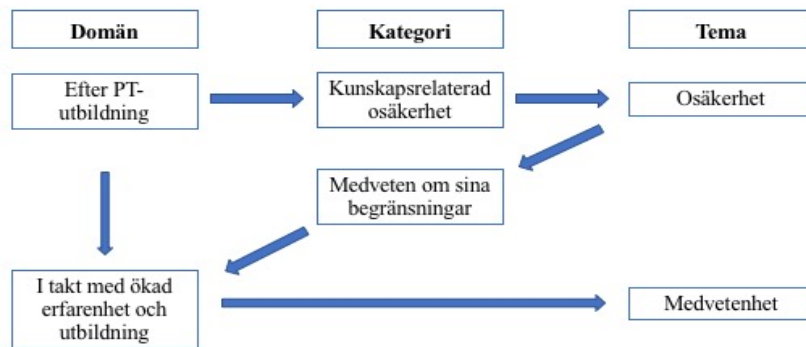 Domän
Kategori
Tema
Efter PT-
utbildning
Kunskapsrelaterad
osäkerhet
Osäkerhet
Medveten om sina
begränsningar
I takt med ökad
erfarenhet och
utbildning
Medvetenhet